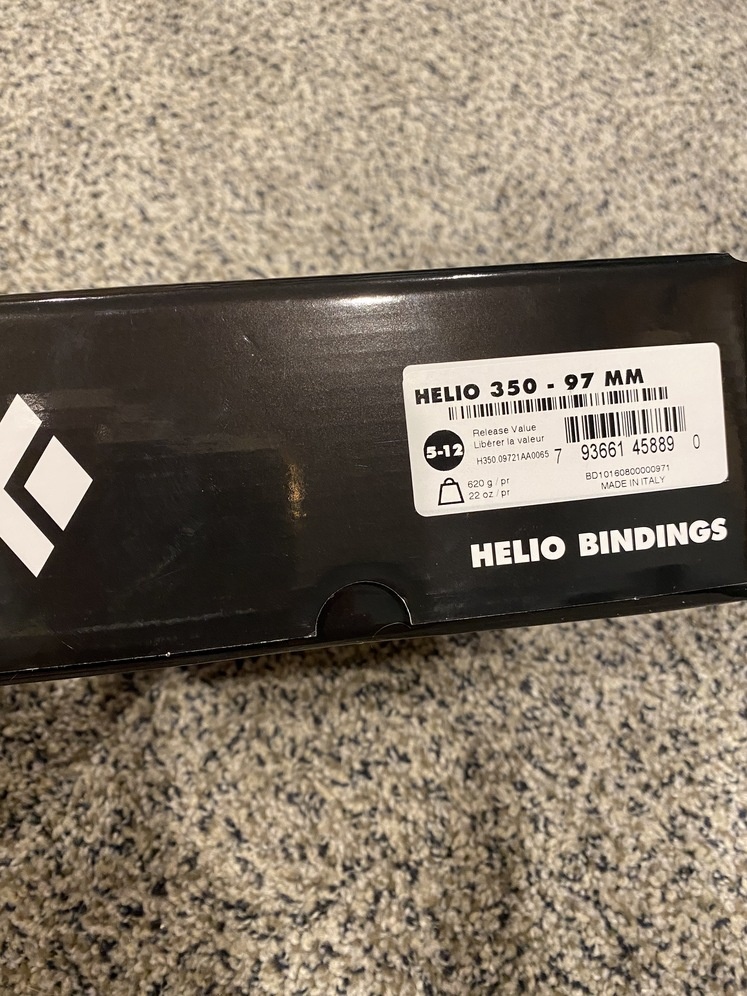 HELIO 350 - 97 MM
5-12
Release Value
Libérer la valeur
H350.09721AA0065
7 93661 45889 0
620 g / pr
22 oz / pr
BD10160800000971
MADE IN ITALY
HELIO BINDINGS